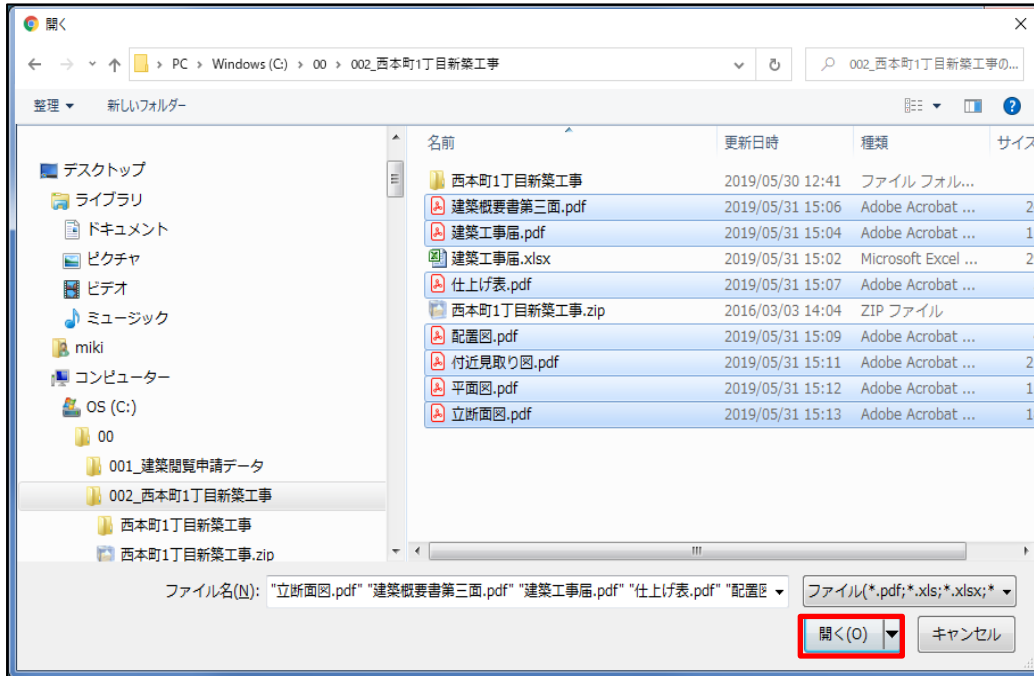 開く
PC › Windows (C:) › 00 › 002_西本町1丁目新築工事
002_西本町1丁目新築工事の...
整理 新しいフォルダー
名前 更新日時 種類 サイズ
デスクトップ
ライブラリ
ドキュメント
ピクチャ
ビデオ
ミュージック
miki
コンピューター
OS (C:)
00
001_建築閲覧申請データ
002_西本町1丁目新築工事
西本町1丁目新築工事
西本町1丁目新築工事.zip
西本町1丁目新築工事 2019/05/30 12:41 ファイル フォル...
建築概要書第三面.pdf 2019/05/31 15:06 Adobe Acrobat ... 2
建築工事届.pdf 2019/05/31 15:04 Adobe Acrobat ... 1
建築工事届.xlsx 2019/05/31 15:02 Microsoft Excel ... 2
仕上げ表.pdf 2019/05/31 15:07 Adobe Acrobat ...
西本町1丁目新築工事.zip 2016/03/03 14:04 ZIP ファイル
配置図.pdf 2019/05/31 15:09 Adobe Acrobat ...
付近見取り図.pdf 2019/05/31 15:11 Adobe Acrobat ... 2
平面図.pdf 2019/05/31 15:12 Adobe Acrobat ... 1
立断面図.pdf 2019/05/31 15:13 Adobe Acrobat ... 1
ファイル名(N): "立断面図.pdf" "建築概要書第三面.pdf" "建築工事届.pdf" "仕上げ表.pdf" "配置図
ファイル(*.pdf;*.xls;*.xlsx;*
開く(O) キャンセル